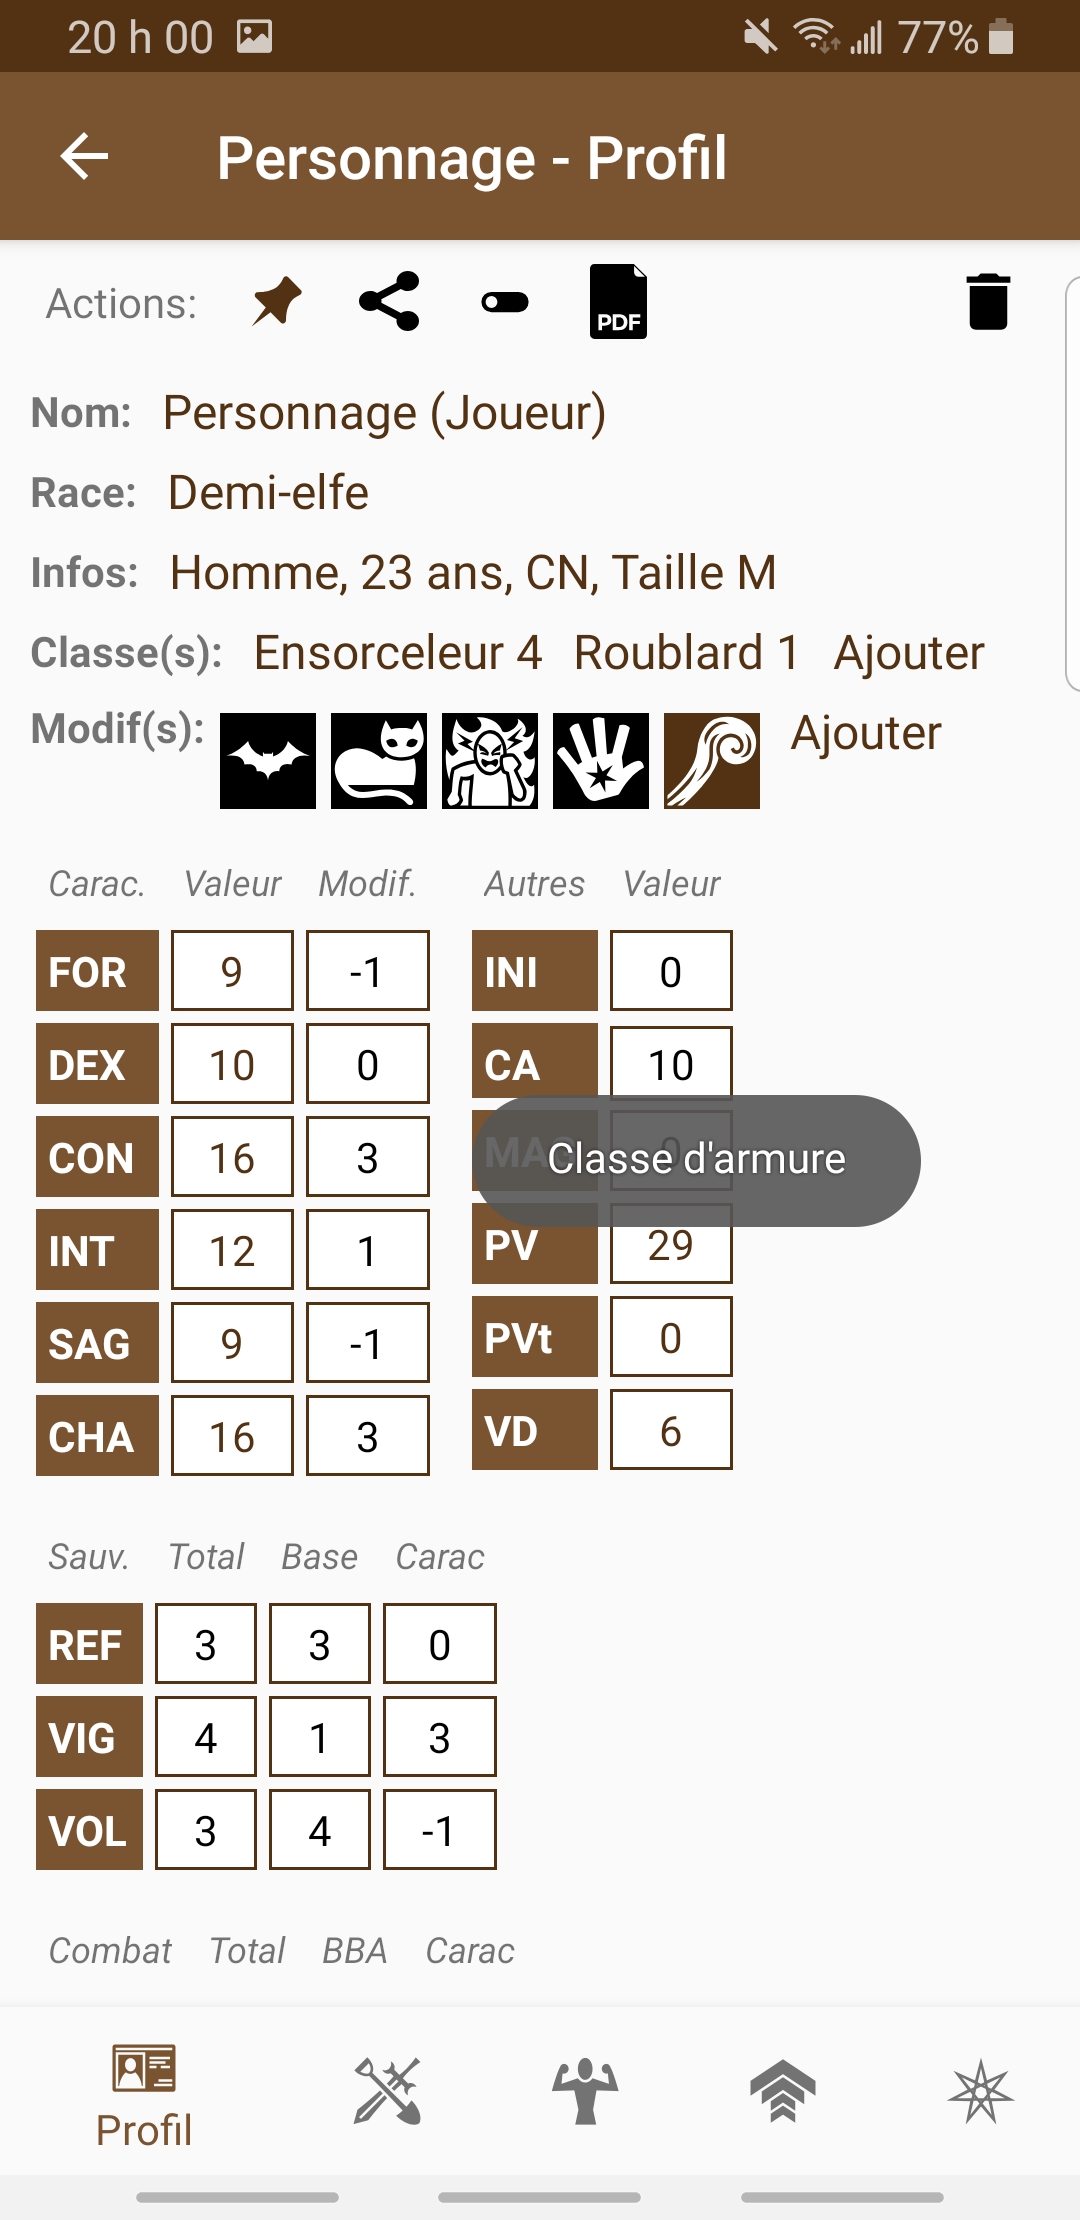 20 h 00 77%
Personnage - Profil
Actions: PDF
Nom: Personnage (Joueur)
Race: Demi-elfe
Infos: Homme, 23 ans, CN, Taille M
Classe(s): Ensorceleur 4 Roublard 1 Ajouter
Modif(s): Ajouter
Carac. Valeur Modif. Autres Valeur
FOR 9 -1 INI 0
DEX 10 0 CA 10
CON 16 3 MAG 0
Classe d'armure
INT 12 1 PV 29
SAG 9 -1 PVt 0
CHA 16 3 VD 6
Sauv. Total Base Carac
REF 3 3 0
VIG 4 1 3
VOL 3 4 -1
Combat Total BBA Carac
Profil